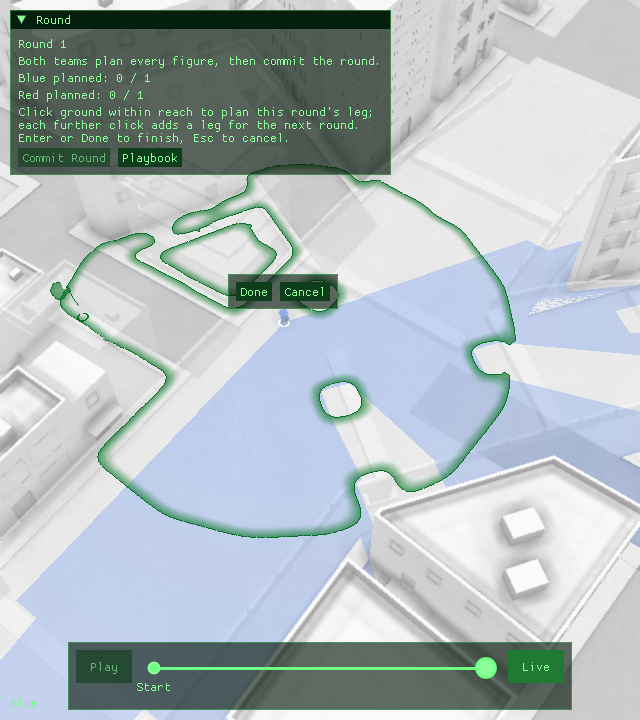 Round
Round 1
Both teams plan every figure, then commit the round.
Blue planned: 0 / 1
Red planned: 0 / 1
Click ground within reach to plan this round's leg;
each further click adds a leg for the next round.
Enter or Done to finish, Esc to cancel.
Commit Round Playbook
Done Cancel
Play Live
Start
Blue